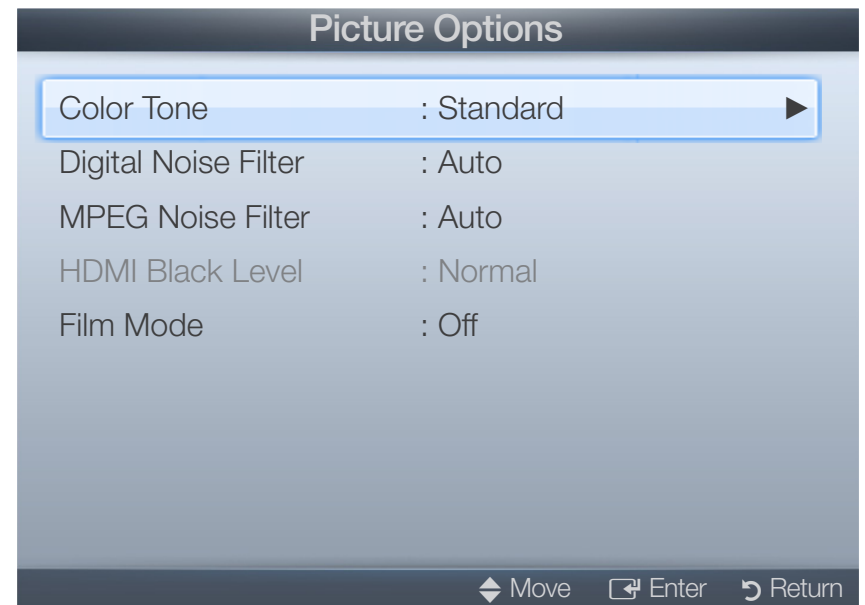 Picture Options
Color Tone : Standard ►
Digital Noise Filter : Auto
MPEG Noise Filter : Auto
HDMI Black Level : Normal
Film Mode : Off
Move Enter Return